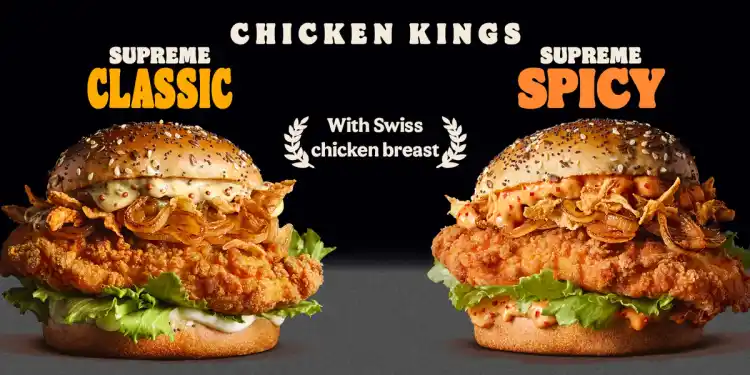 CHICKEN KINGS
SUPREME
CLASSIC
SUPREME
SPICY
With Swiss
chicken breast